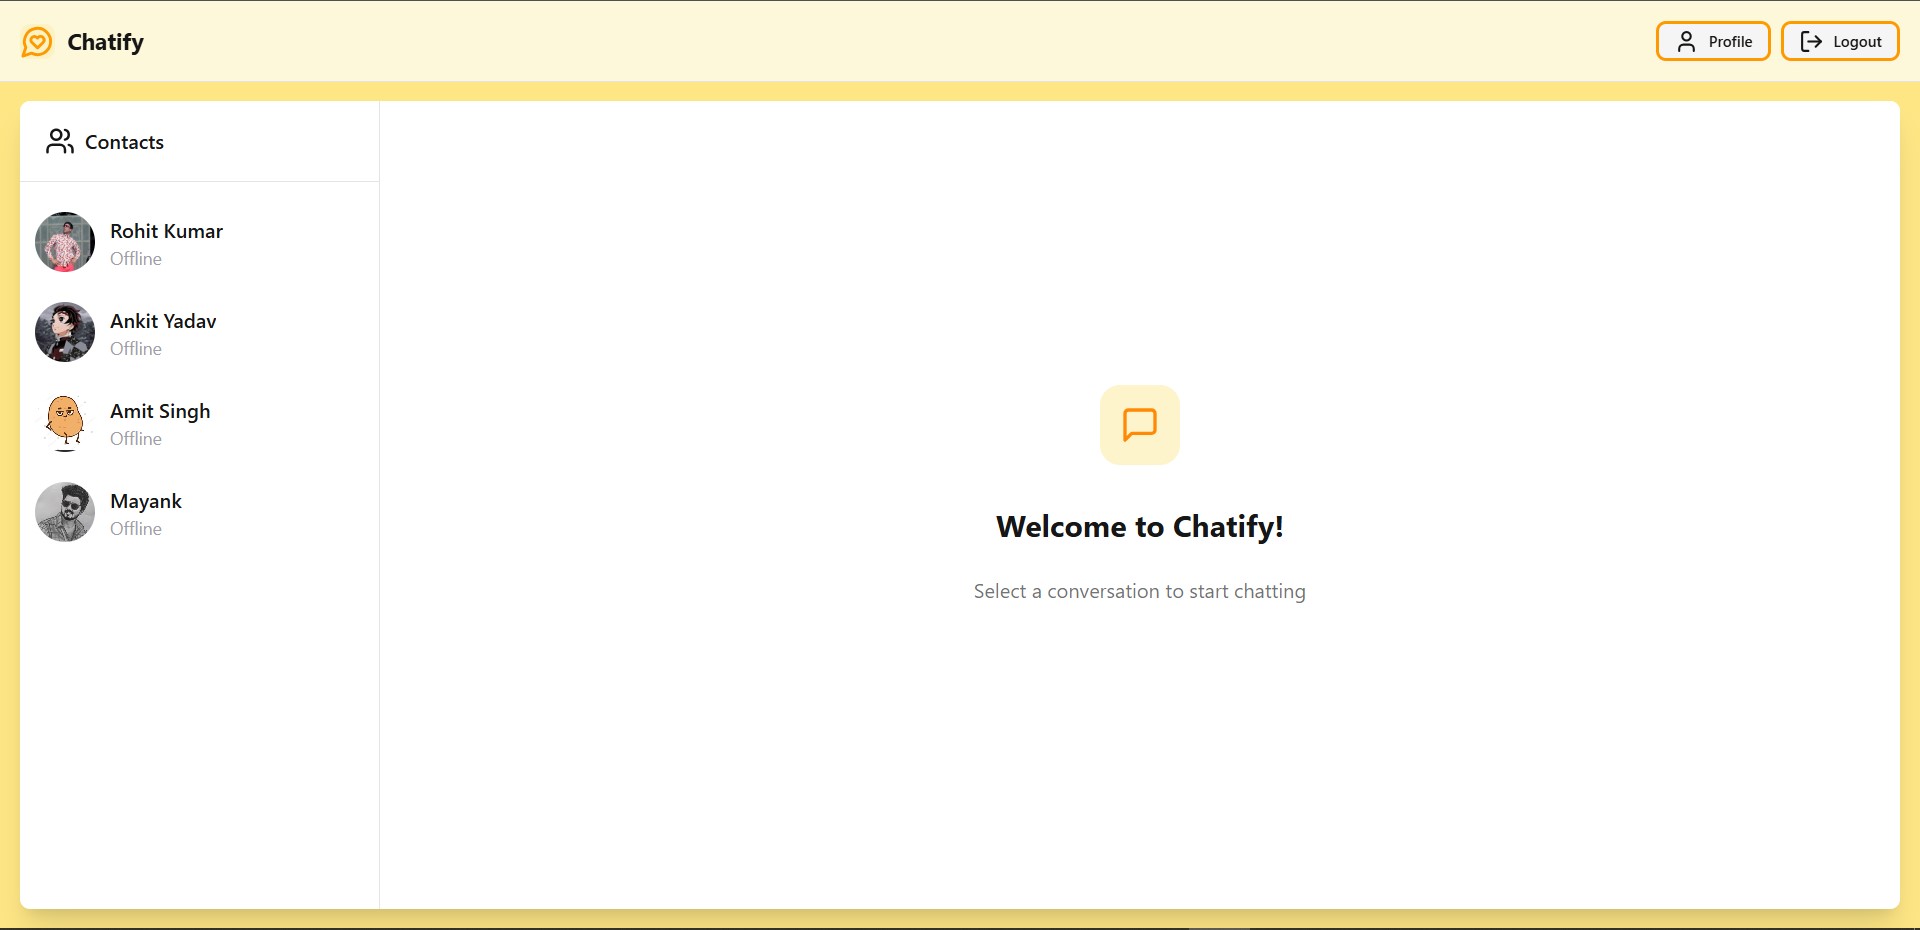 Chatify
Profile
Logout
Contacts
Rohit Kumar
Offline
Ankit Yadav
Offline
Amit Singh
Offline
Mayank
Offline
Welcome to Chatify!
Select a conversation to start chatting